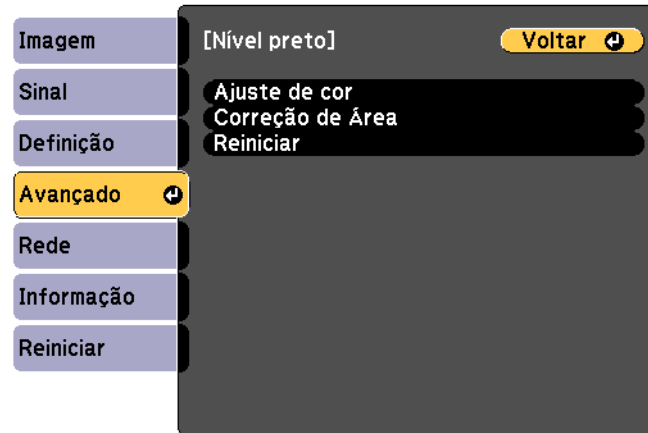 Imagem
Sinal
Definição
Avançado
Rede
Informação
Reiniciar
[Nível preto]
Voltar
Ajuste de cor
Correção de Área
Reiniciar